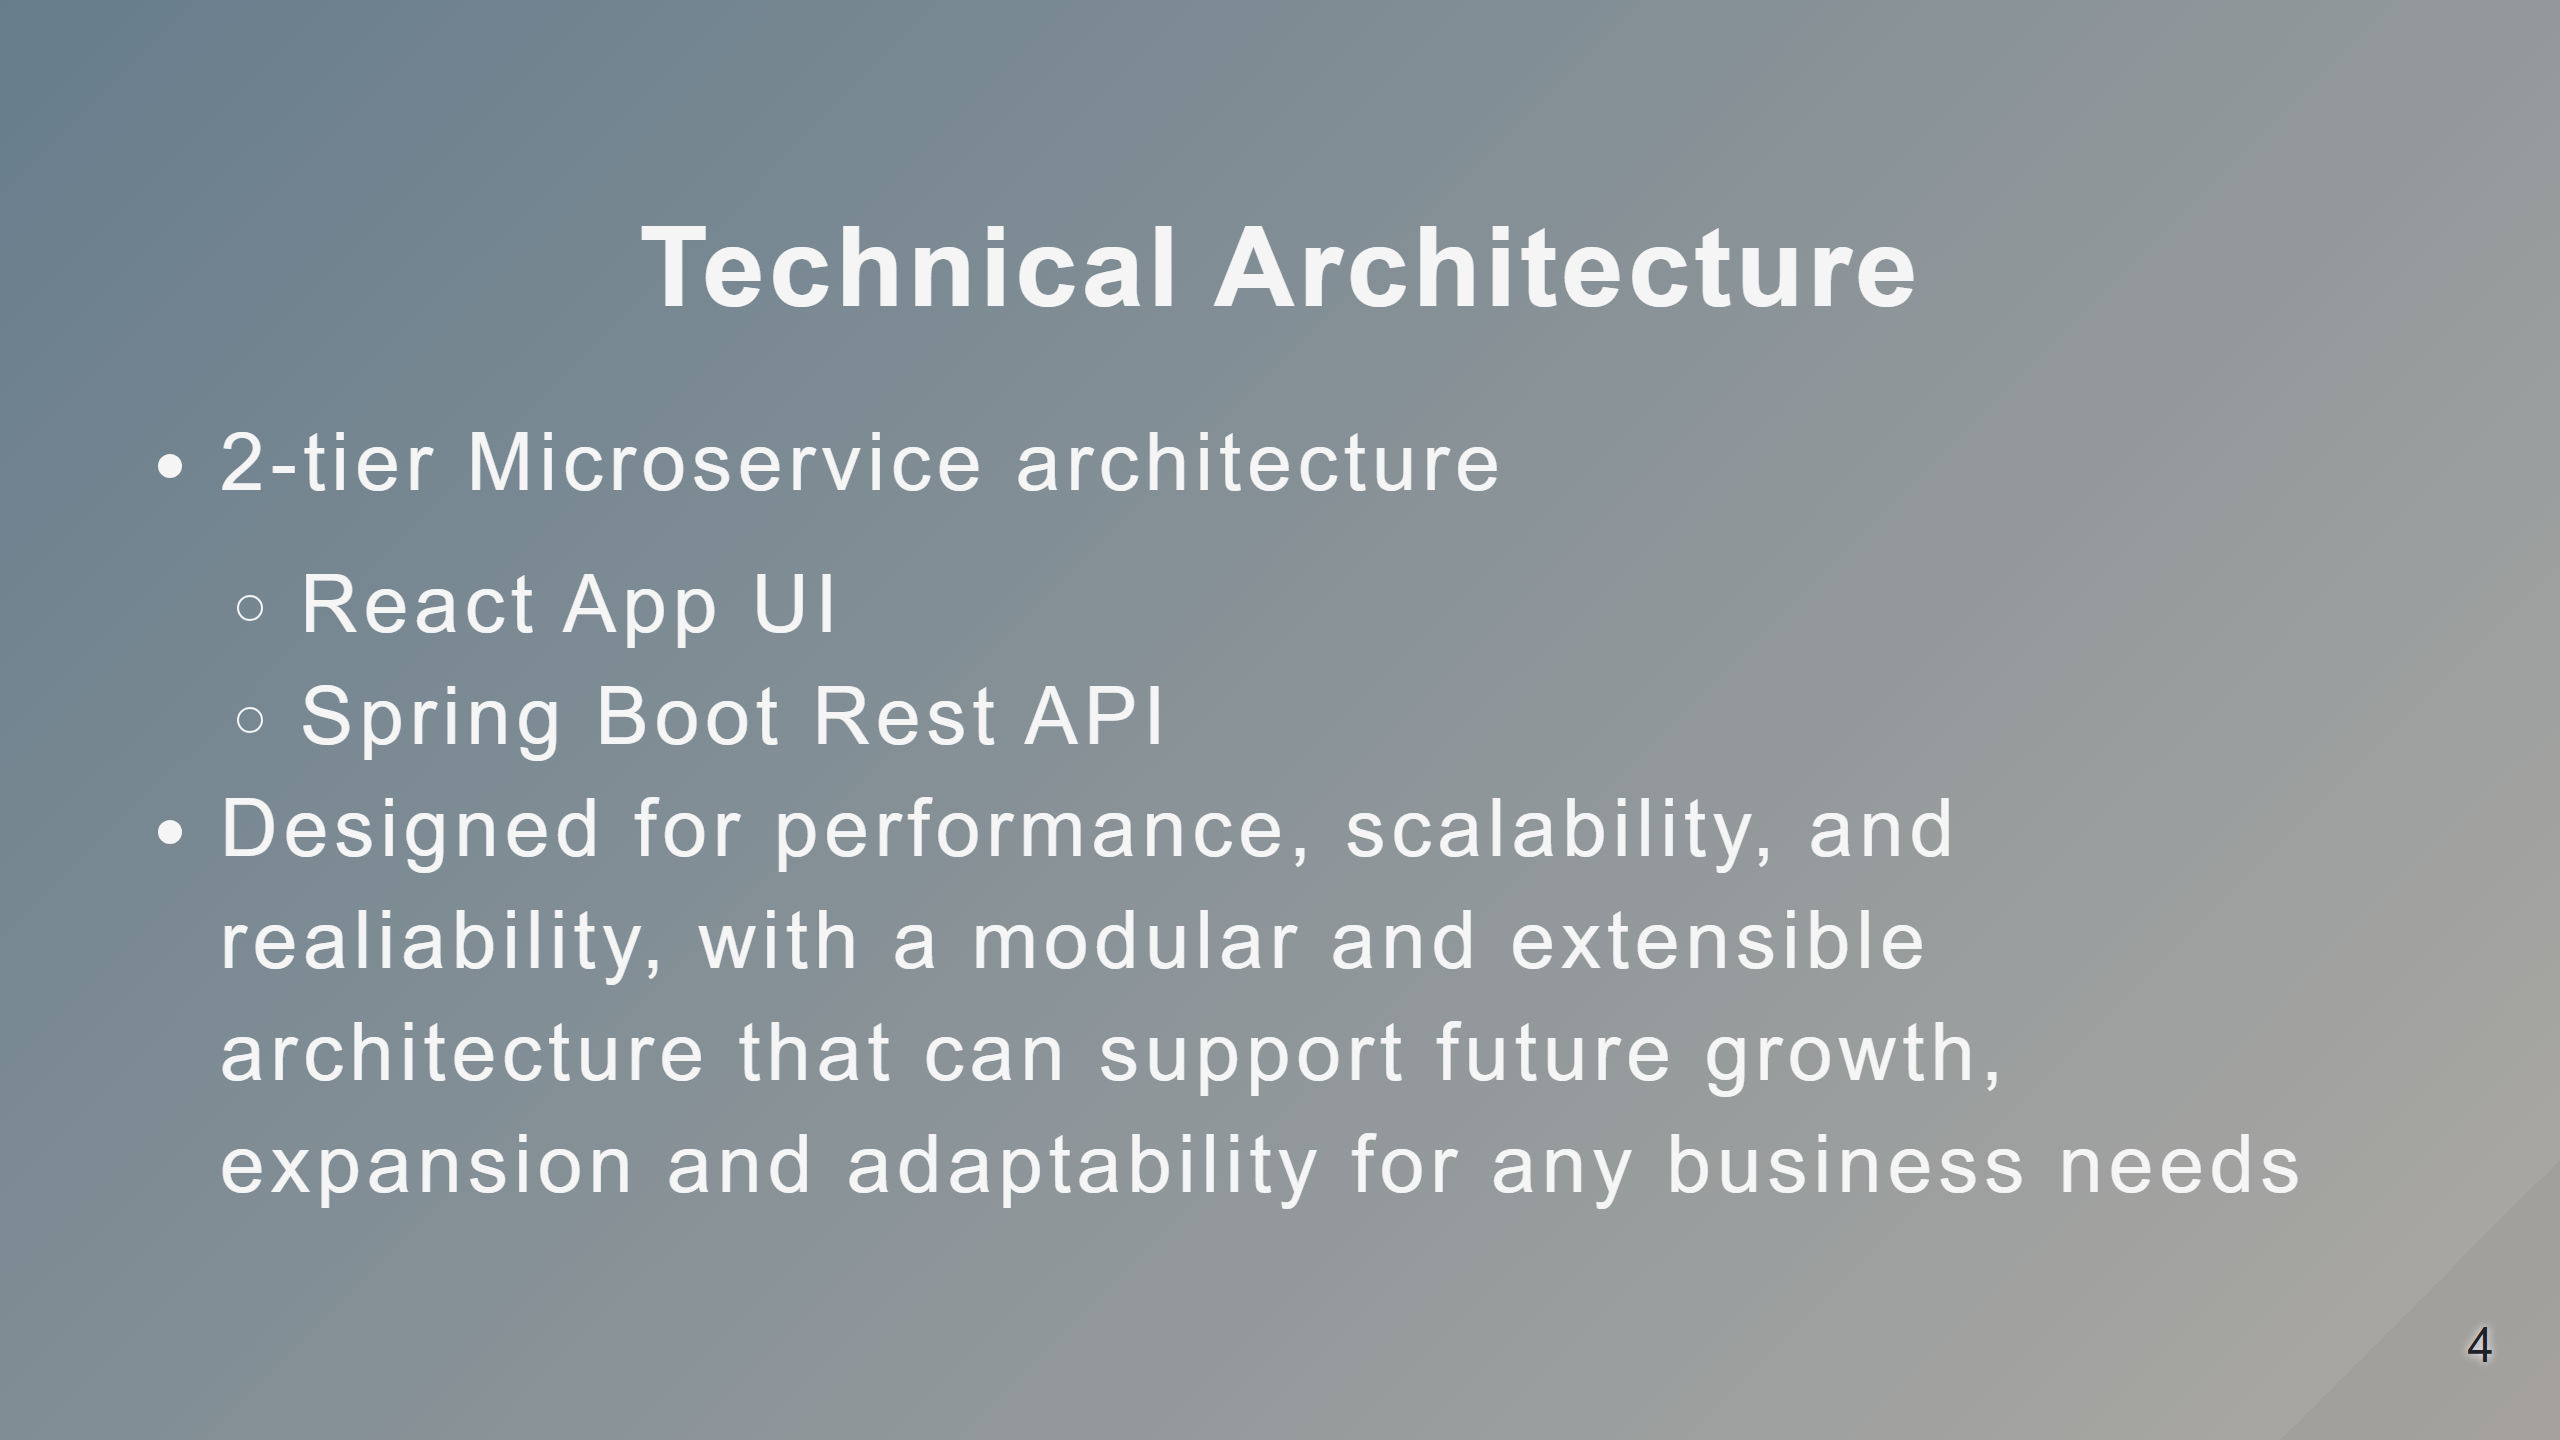 Technical Architecture
• 2-tier Microservice architecture
○ React App UI
○ Spring Boot Rest API
• Designed for performance, scalability, and
realiability, with a modular and extensible
architecture that can support future growth,
expansion and adaptability for any business needs
4